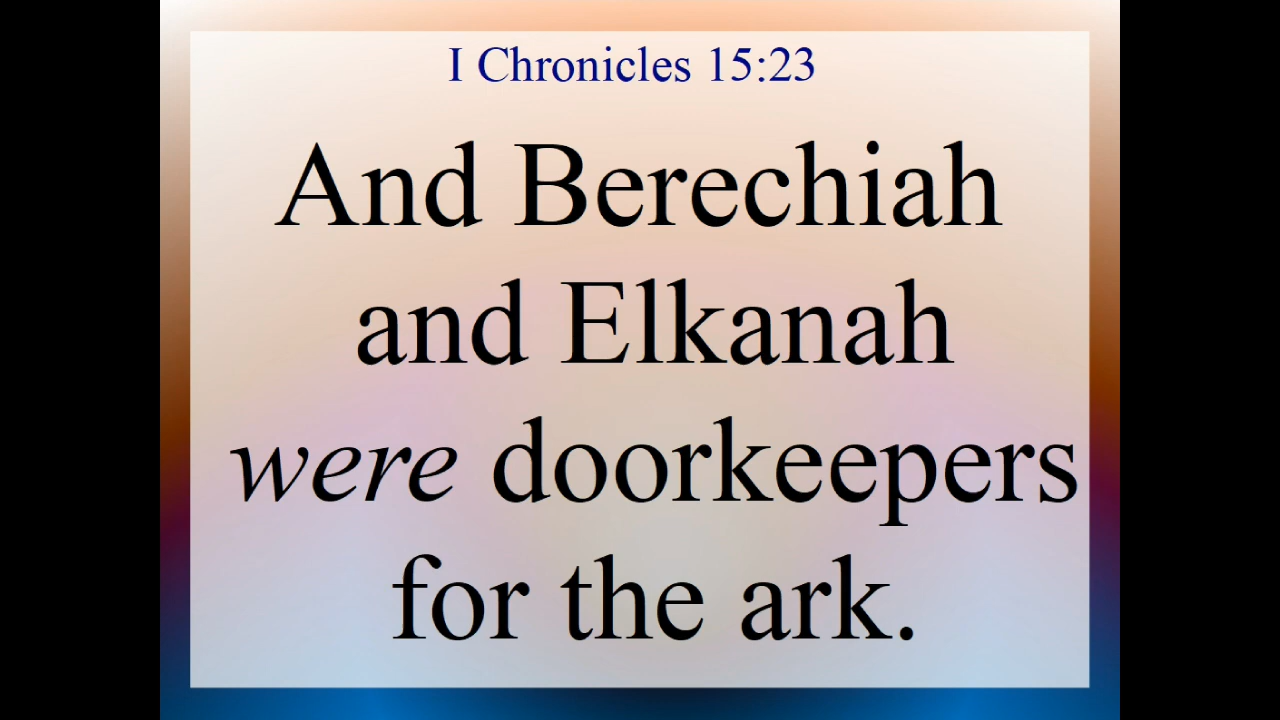 I Chronicles 15:23
And Berechiah
and Elkanah
were doorkeepers
for the ark.